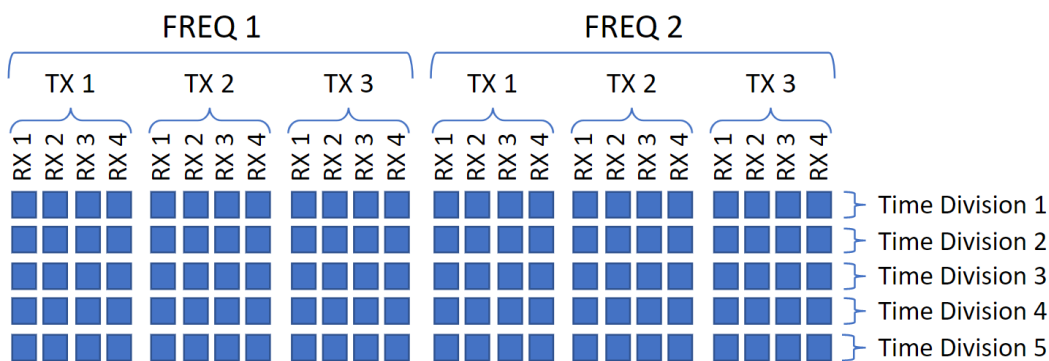 FREQ 1 FREQ 2
TX 1 TX 2 TX 3 TX 1 TX 2 TX 3
RX 1 RX 2 RX 3 RX 4 RX 1 RX 2 RX 3 RX 4 RX 1 RX 2 RX 3 RX 4 RX 1 RX 2 RX 3 RX 4 RX 1 RX 2 RX 3 RX 4 RX 1 RX 2 RX 3 RX 4
Time Division 1
Time Division 2
Time Division 3
Time Division 4
Time Division 5